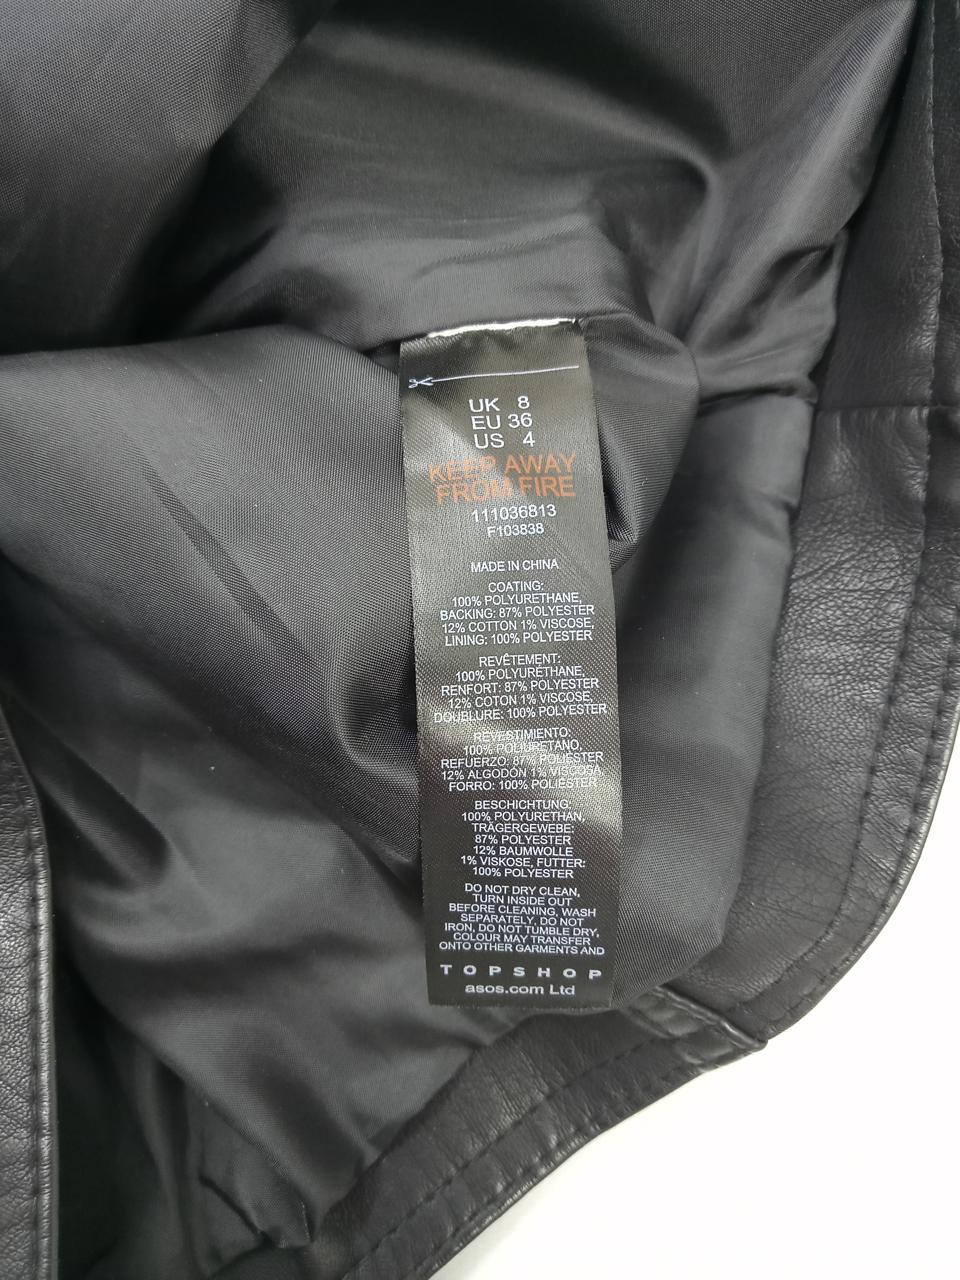 UK 8
EU 36
US 4
KEEP AWAY
FROM FIRE
111036813
F103838
MADE IN CHINA
COATING:
100% POLYURETHANE,
BACKING: 87% POLYESTER
12% COTTON 1% VISCOSE,
LINING: 100% POLYESTER
REVÊTEMENT:
100% POLYURÉTHANE,
RENFORT: 87% POLYESTER
12% COTON 1% VISCOSE,
DOUBLURE: 100% POLYESTER
REVESTIMIENTO:
100% POLIURETANO,
REFUERZO: 87% POLIÉSTER
12% ALGODÓN 1% VISCOSA
FORRO: 100% POLIÉSTER
BESCHICHTUNG:
100% POLYURETHAN,
TRÄGERGEWEBE:
87% POLYESTER
12% BAUMWOLLE
1% VISKOSE, FUTTER:
100% POLYESTER
DO NOT DRY CLEAN,
TURN INSIDE OUT
BEFORE CLEANING, WASH
SEPARATELY, DO NOT
IRON, DO NOT TUMBLE DRY,
COLOUR MAY TRANSFER
ONTO OTHER GARMENTS AND
TOPSHOP
asos.com Ltd